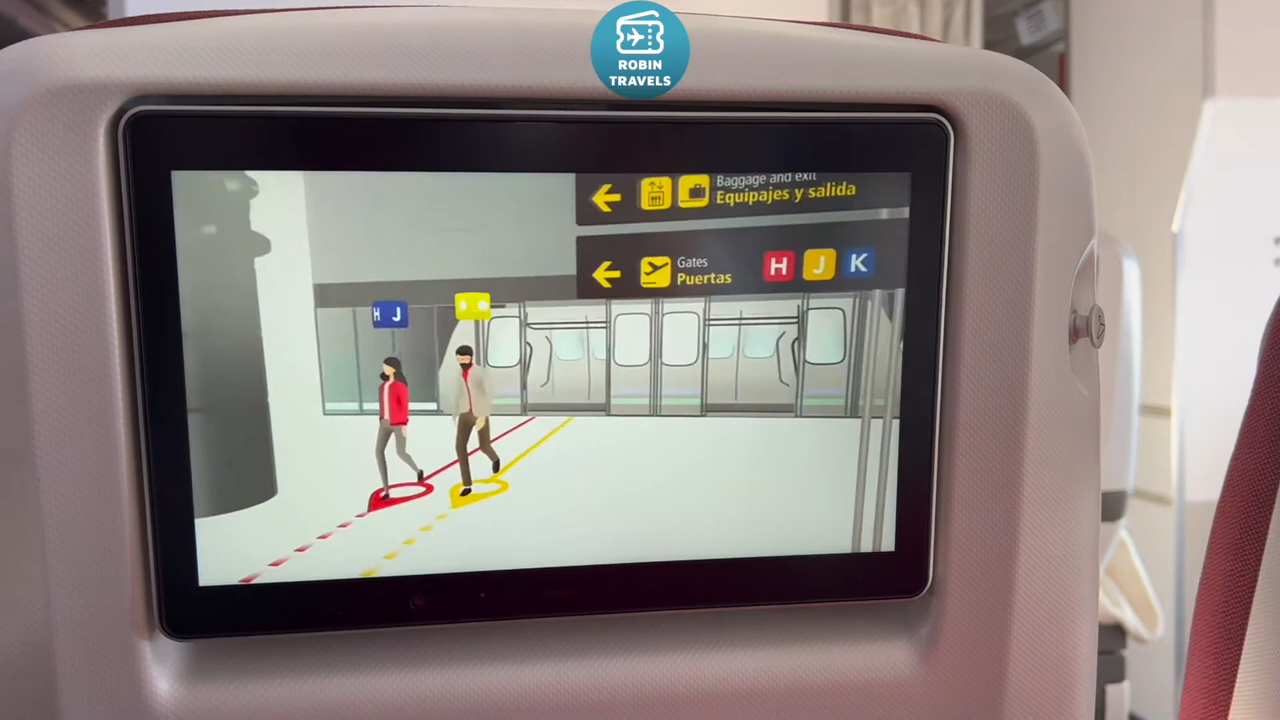 ROBIN
TRAVELS
Baggage and exit
Equipajes y salida
Gates
Puertas
H J K
H J